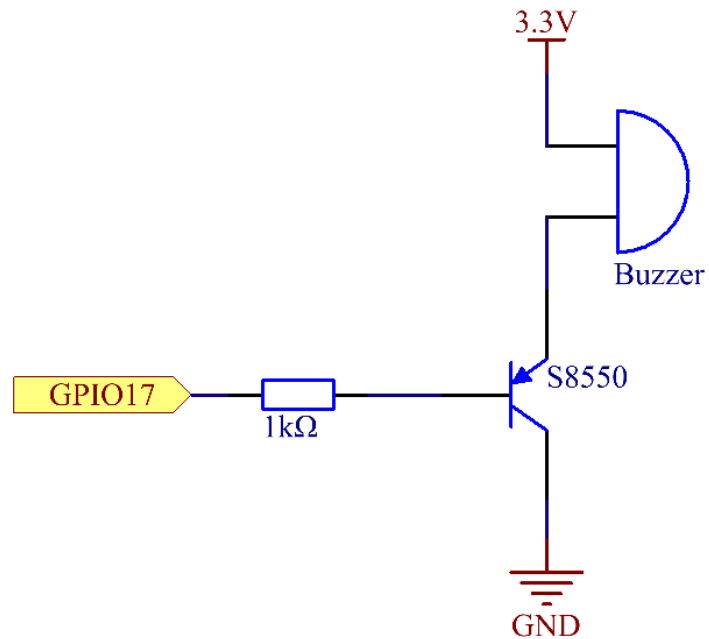 3.3V
Buzzer
S8550
GPIO17
1kΩ
GND